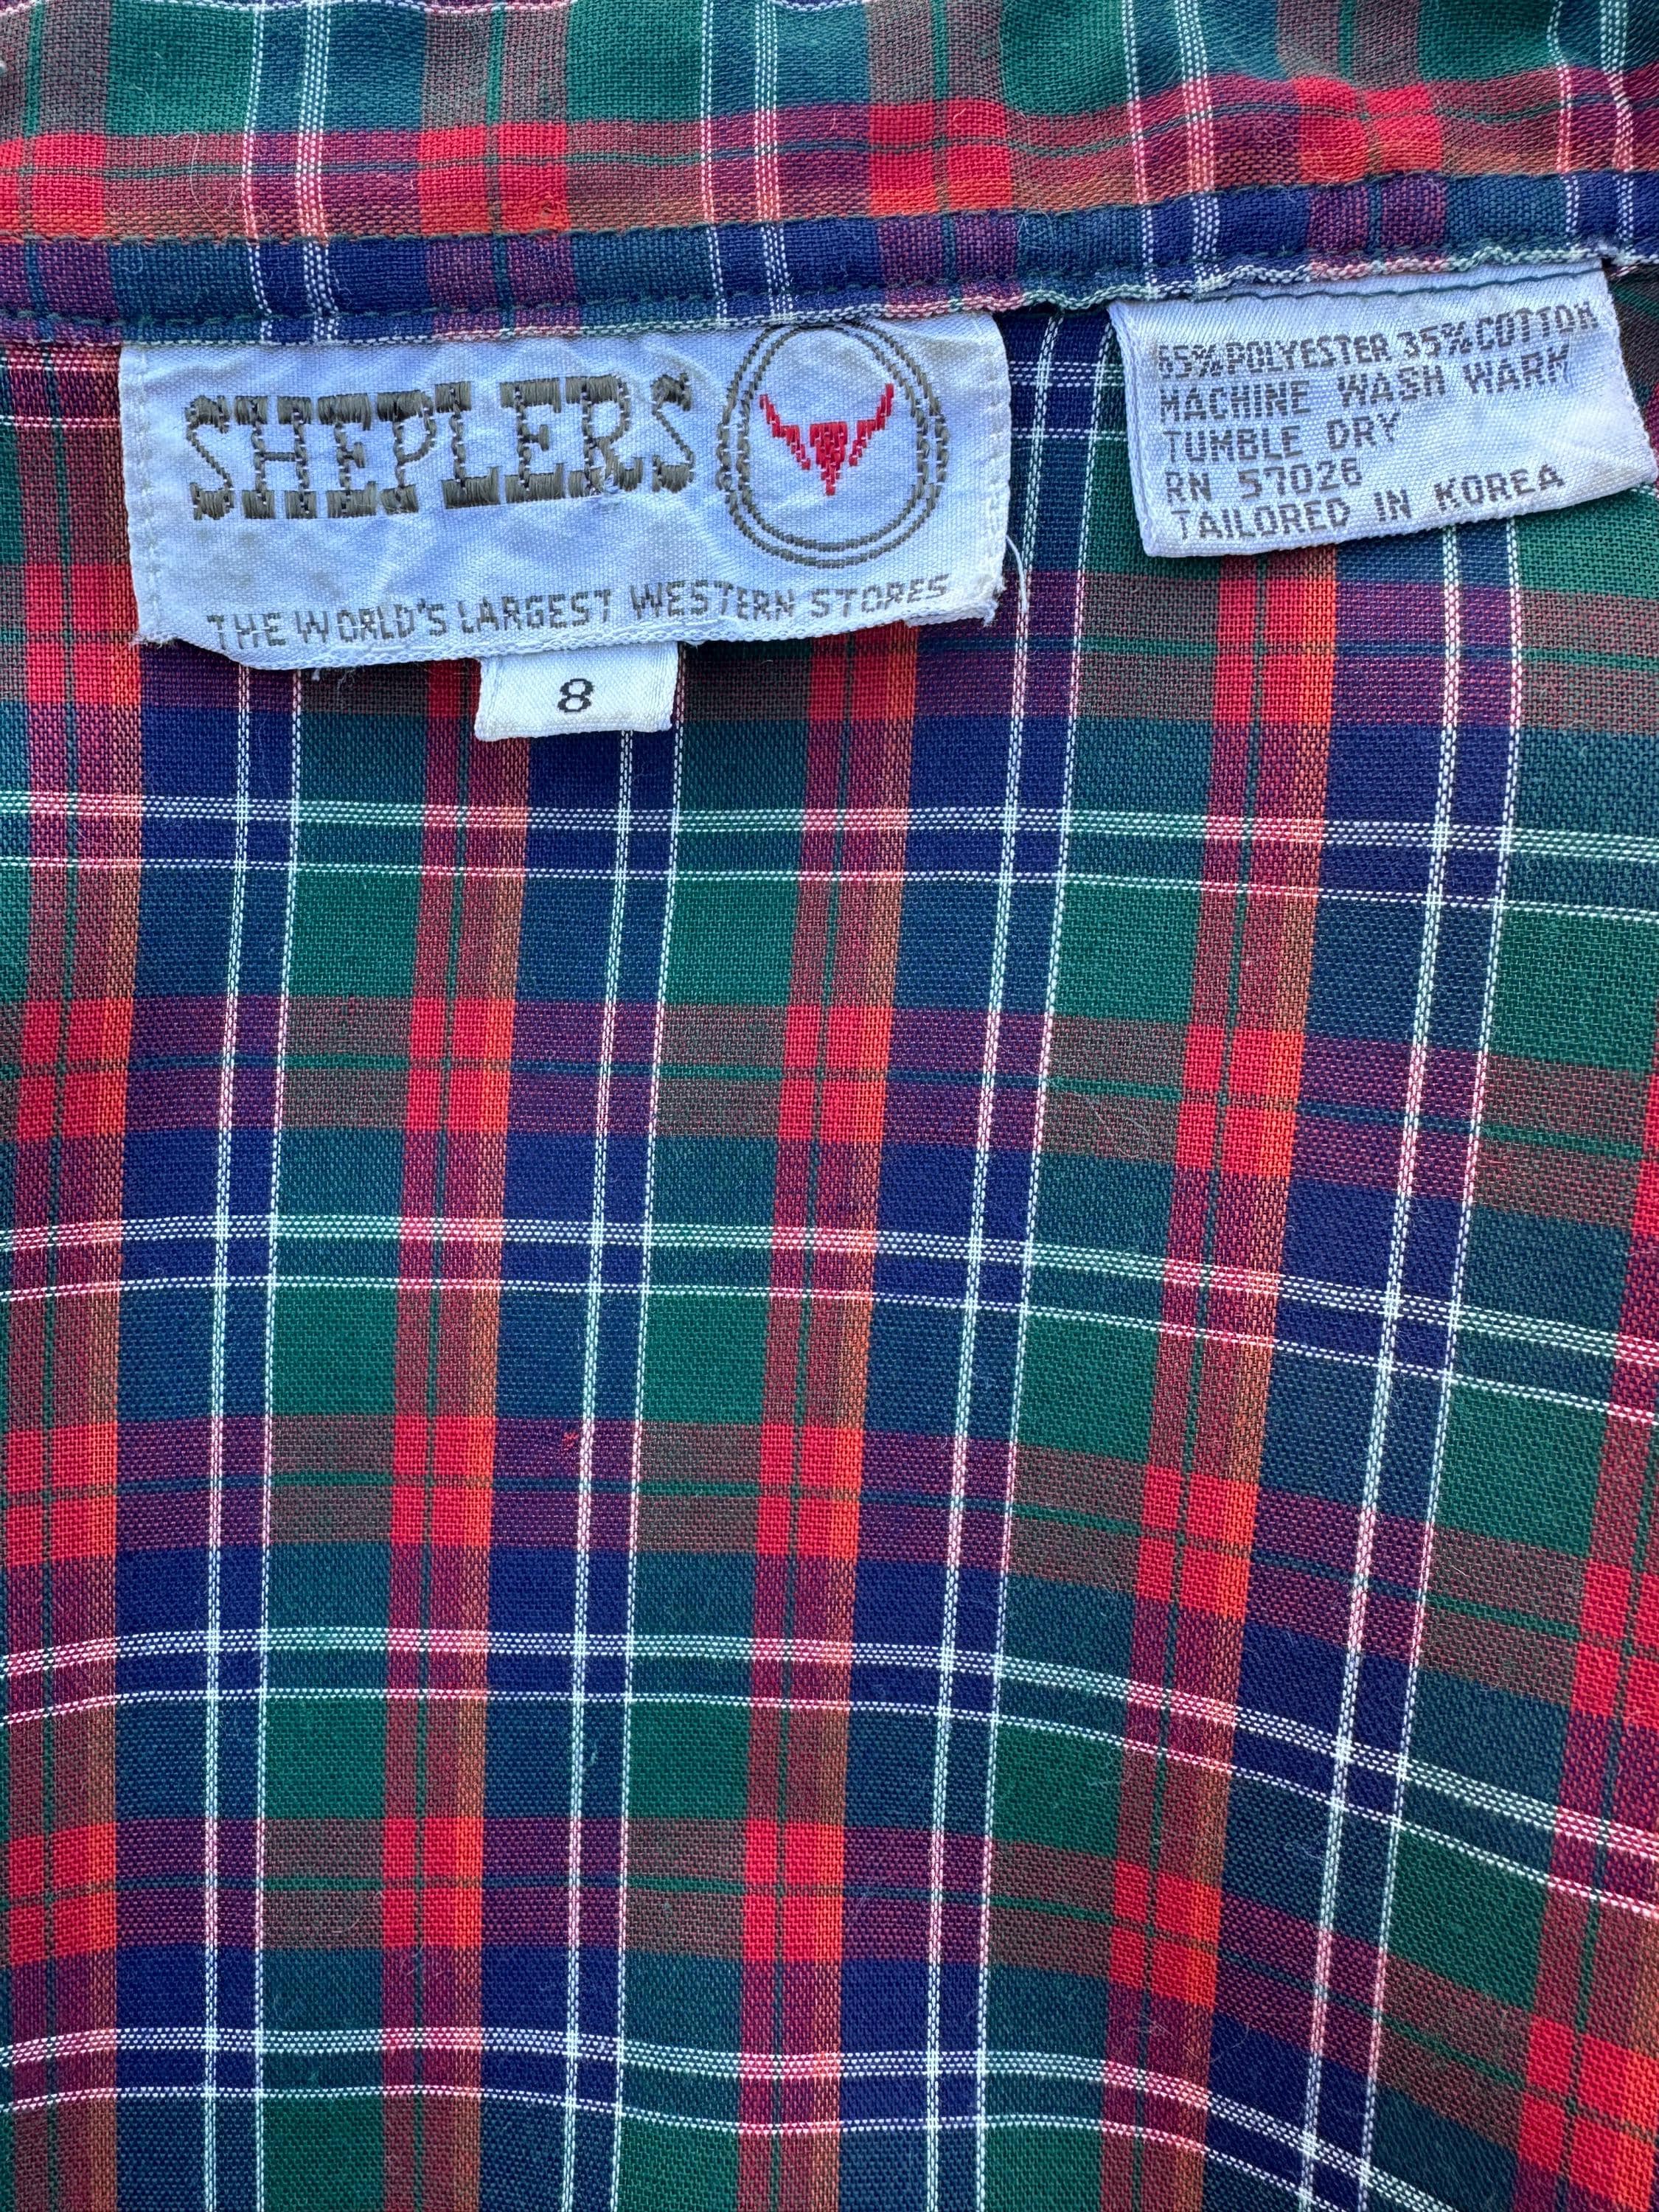 SHEPLERS
THE WORLD'S LARGEST WESTERN STORES
8
65% POLYESTER 35% COTTON
MACHINE WASH WARM
TUMBLE DRY
RN 57026
TAILORED IN KOREA